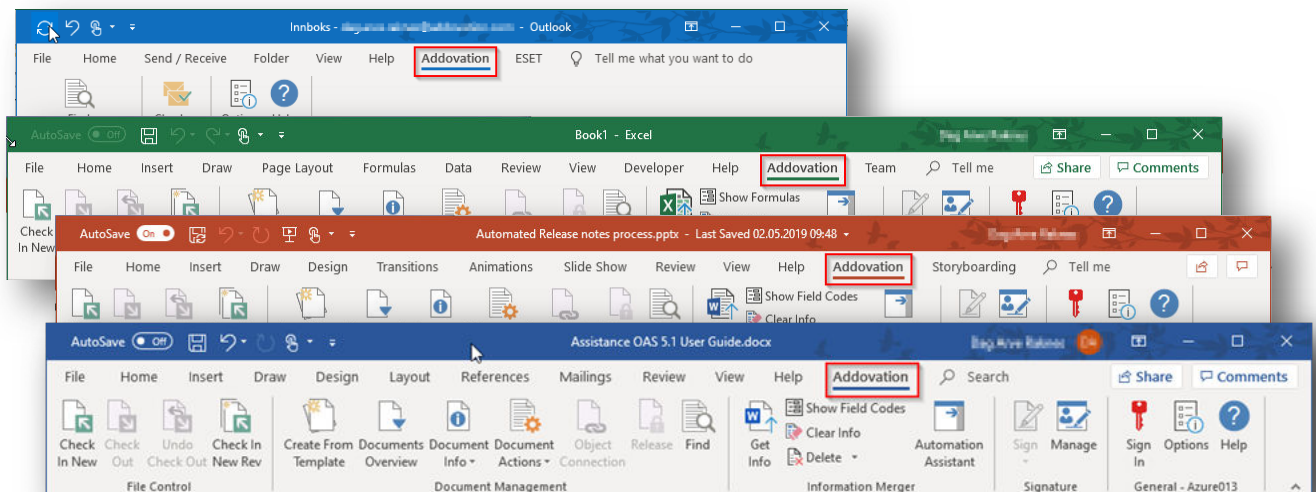 Innboks - - Outlook
File Home Send / Receive Folder View Help Addovation ESET Tell me what you want to do
AutoSave Off Book1 - Excel
File Home Insert Draw Page Layout Formulas Data Review View Developer Help Addovation Team Tell me Share Comments
Show Formulas
Check
In New
AutoSave On Automated Release notes process.pptx - Last Saved 02.05.2019 09:48
File Home Insert Draw Design Transitions Animations Slide Show Review View Help Addovation Storyboarding Tell me
Show Field Codes
Clear Info
AutoSave Off Assistance OAS 5.1 User Guide.docx
File Home Insert Draw Design Layout References Mailings Review View Help Addovation Search Share Comments
Show Field Codes
Clear Info
Delete
Check Check Undo Check In Create From Documents Document Document Object Release Find Get Automation Sign Manage Sign Options Help
In New Out Check Out New Rev Template Overview Info Actions Connection Info Assistant In
File Control Document Management Information Merger Signature General - Azure013